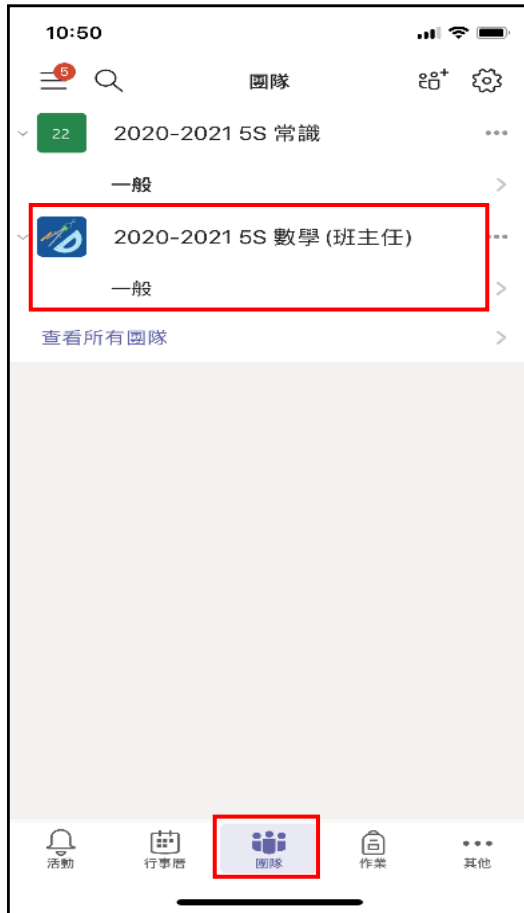 10:50
5
團隊
22
2020-2021 5S 常識
一般
2020-2021 5S 數學 (班主任)
一般
查看所有團隊
活動
行事曆
團隊
作業
其他